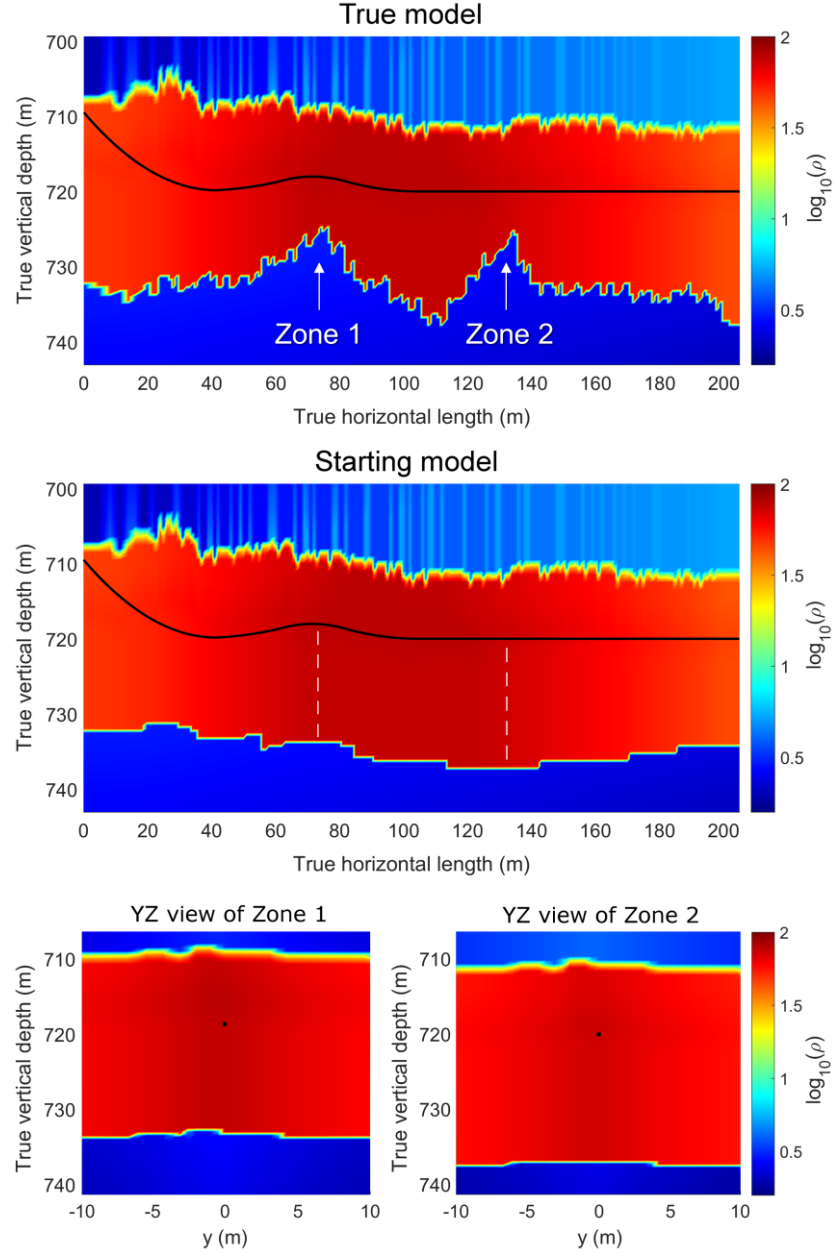 True model
700
710
720
730
740
True vertical depth (m)
Zone 1
Zone 2
0 20 40 60 80 100 120 140 160 180 200
True horizontal length (m)
2
1.5
1
0.5
log10(ρ)
Starting model
700
710
720
730
740
True vertical depth (m)
0 20 40 60 80 100 120 140 160 180 200
True horizontal length (m)
2
1.5
1
0.5
log10(ρ)
YZ view of Zone 1
710
720
730
740
True vertical depth (m)
-10 -5 0 5 10
y (m)
YZ view of Zone 2
710
720
730
740
True vertical depth (m)
-10 -5 0 5 10
y (m)
2
1.5
1
0.5
log10(ρ)